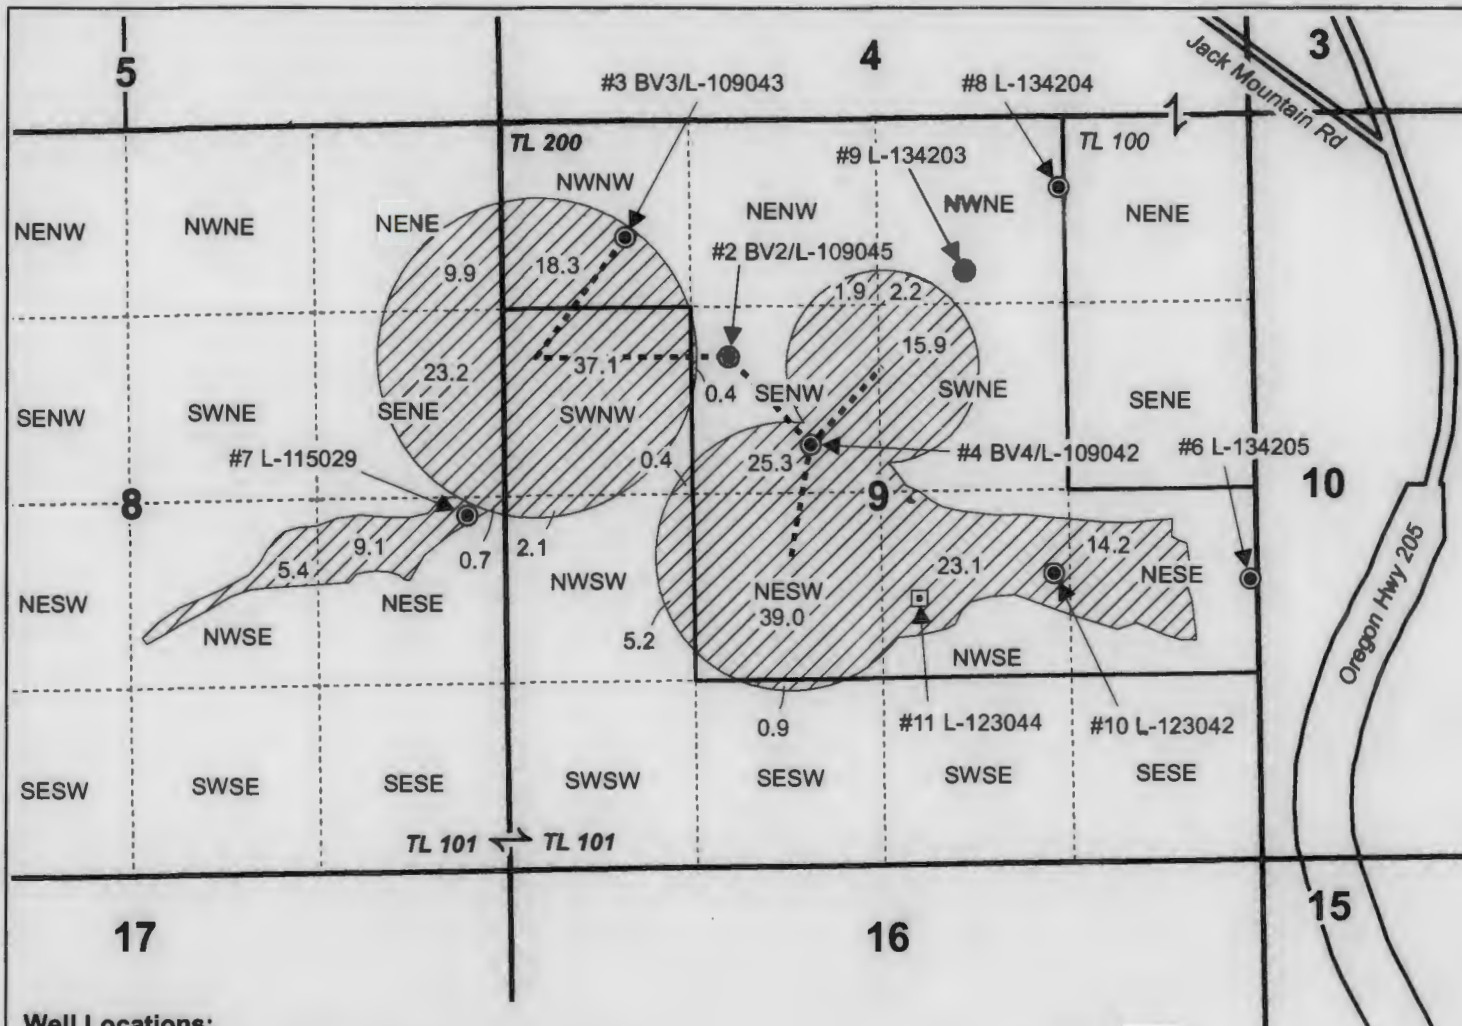 5
4
3
#3 BV3/L-109043
#8 L-134204
Jack Mountain Rd
TL 200
TL 100
#9 L-134203
NWNW
NENW
NWNE
NENE
NENW
NWNE
NENE
9.9
18.3
#2 BV2/L-109045
1.9
2.2
15.9
23.2
37.1
0.4
SENW
SWNE
SENE
SENW
SWNE
SENE
SWNW
#7 L-115029
0.4
25.3
#4 BV4/L-109042
#6 L-134205
8
9
10
9.1
5.4
0.7
2.1
23.1
14.2
NESW
NWSE
NESE
NWSW
NESW
39.0
NESE
NWSE
5.2
Oregon Hwy 205
0.9
#11 L-123044
#10 L-123042
SESW
SWSE
SESE
SWSW
SESW
SWSE
SESE
TL 101
TL 101
17
16
15
Well Locations: